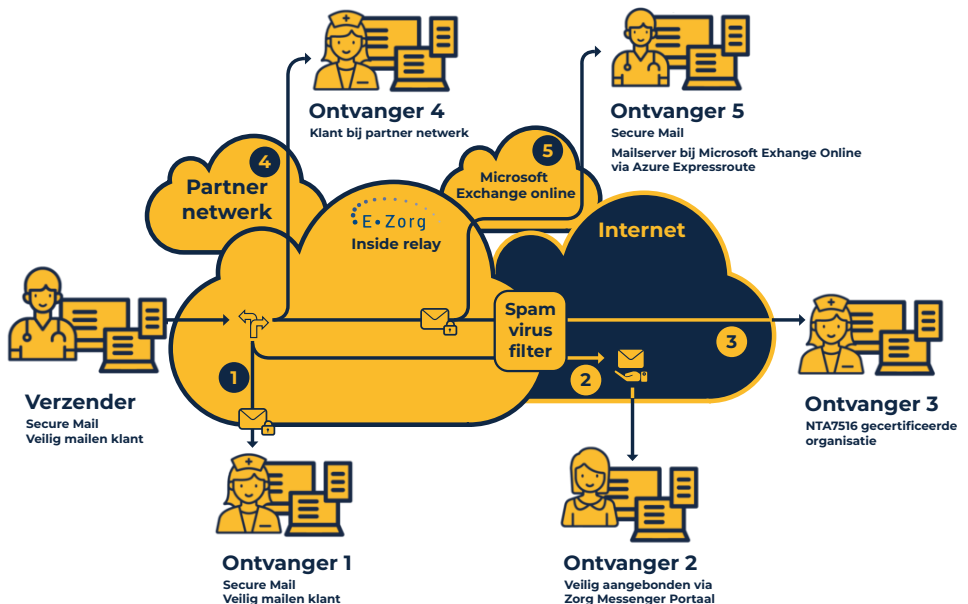 Ontvanger 4
Klant bij partner netwerk
Ontvanger 5
Secure Mail
Mailserver bij Microsoft Exhange Online
via Azure Expressroute
4
Partner
netwerk
5
Microsoft
Exchange online
E•Zorg
Inside relay
Internet
Spam
virus
filter
1
2
3
Verzender
Secure Mail
Veilig mailen klant
Ontvanger 3
NTA7516 gecertificeerde
organisatie
Ontvanger 1
Secure Mail
Veilig mailen klant
Ontvanger 2
Veilig aangebonden via
Zorg Messenger Portaal